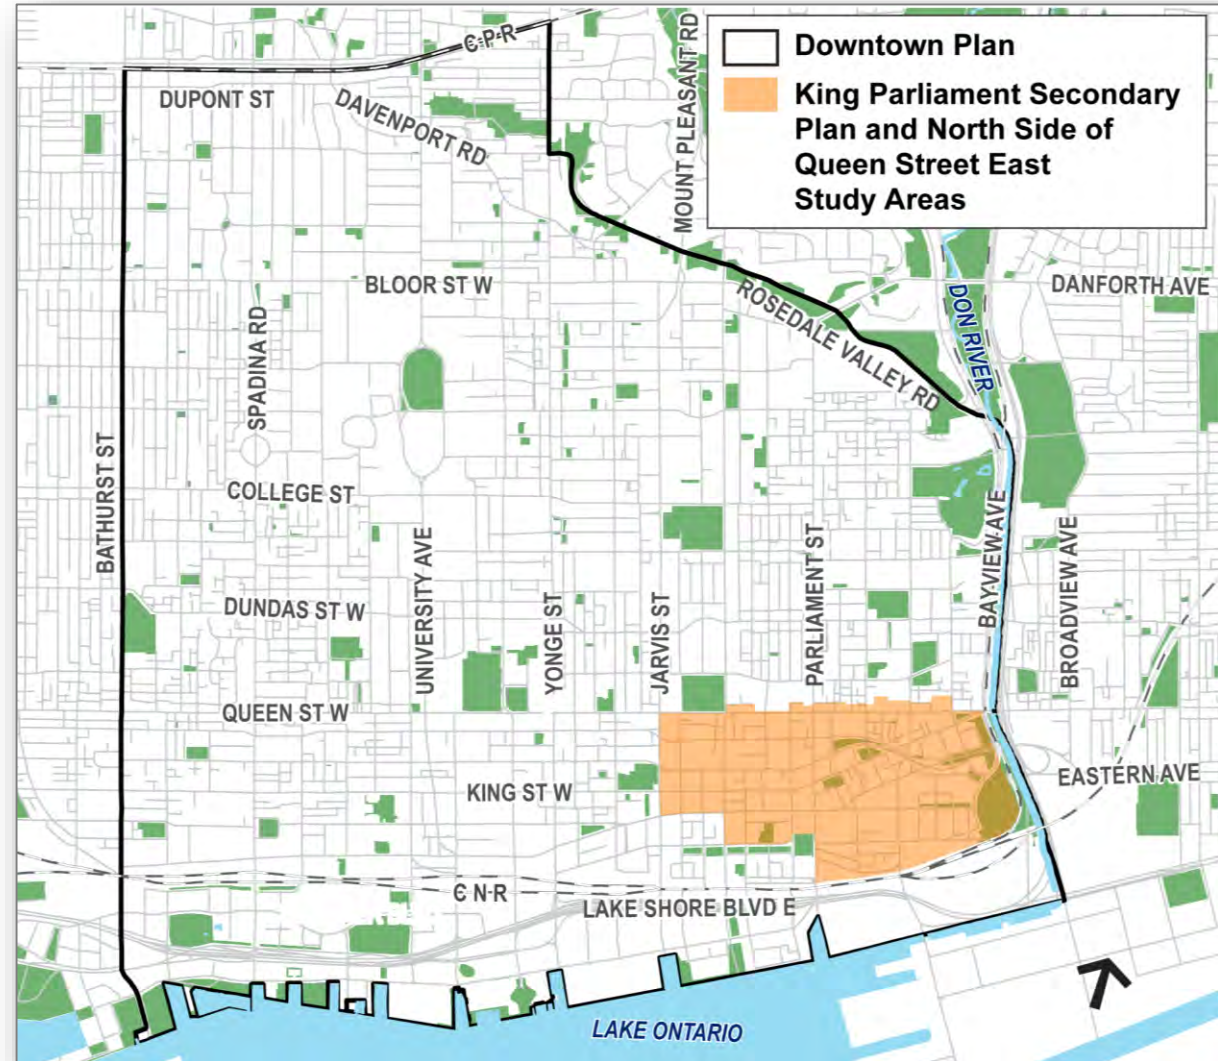 Downtown Plan
King Parliament Secondary
Plan and North Side of
Queen Street East
Study Areas
C P R
DUPONT ST
DAVENPORT RD
MOUNT PLEASANT RD
BLOOR ST W
DANFORTH AVE
ROSEDALE VALLEY RD
DON RIVER
SPADINA RD
BATHURST ST
COLLEGE ST
UNIVERSITY AVE
PARLIAMENT ST
BAYVIEW AVE
BROADVIEW AVE
DUNDAS ST W
YONGE ST
JARVIS ST
QUEEN ST W
KING ST W
EASTERN AVE
C N R
LAKE SHORE BLVD E
LAKE ONTARIO